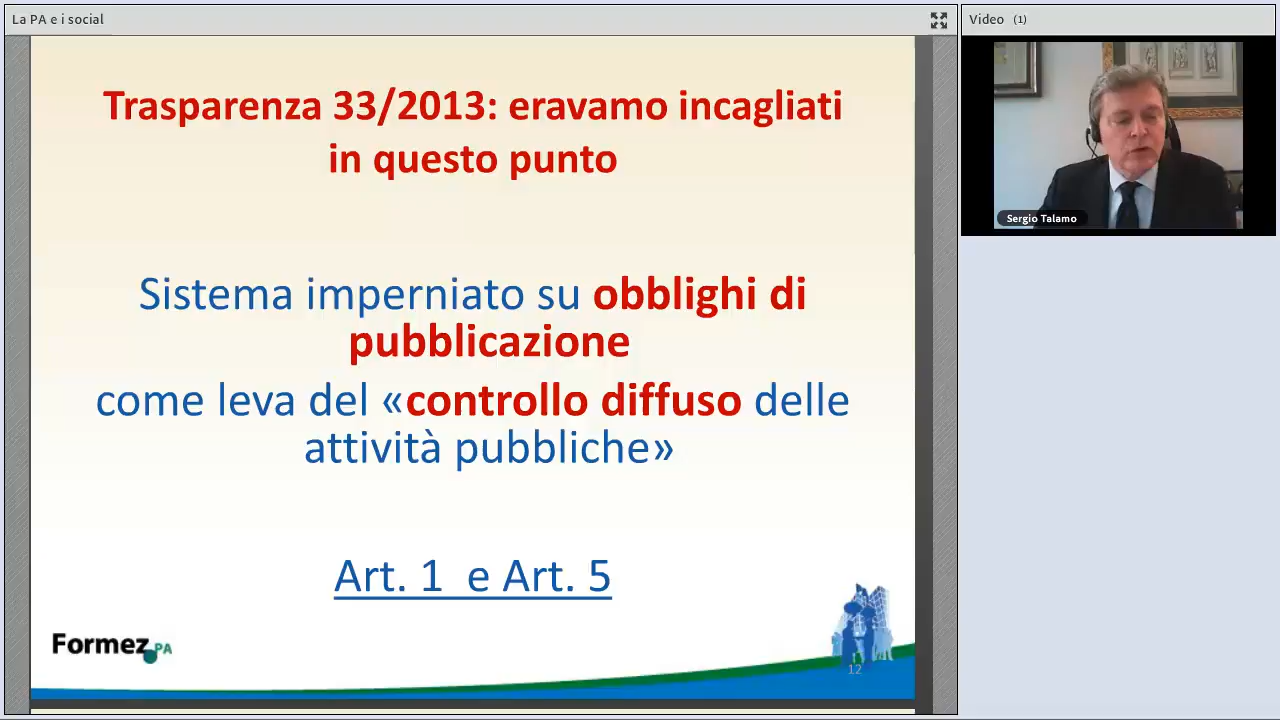 La PA e i social
Video (1)
Trasparenza 33/2013: eravamo incagliati
in questo punto
Sistema imperniato su obblighi di
pubblicazione
come leva del «controllo diffuso delle
attività pubbliche»
Art. 1 e Art. 5
Formez PA
12
Sergio Talamo